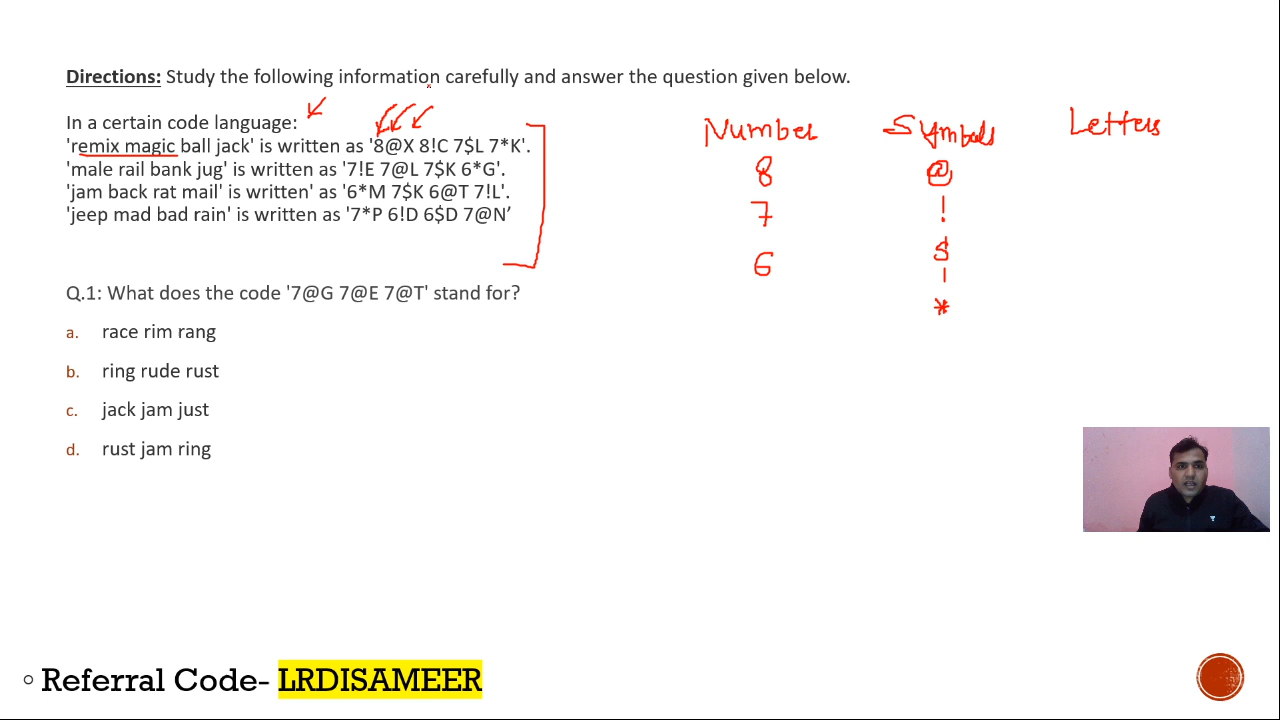 Directions: Study the following information carefully and answer the question given below.
In a certain code language:
'remix magic ball jack' is written as '8@X 8!C 7$L 7*K'.
'male rail bank jug' is written as '7!E 7@L 7$K 6*G'.
'jam back rat mail' is written' as '6*M 7$K 6@T 7!L'.
'jeep mad bad rain' is written as '7*P 6!D 6$D 7@N’
Number Symbols Letters
8 @
7 !
6 $
*
Q.1: What does the code '7@G 7@E 7@T' stand for?
a. race rim rang
b. ring rude rust
c. jack jam just
d. rust jam ring
◦ Referral Code- LRDISAMEER